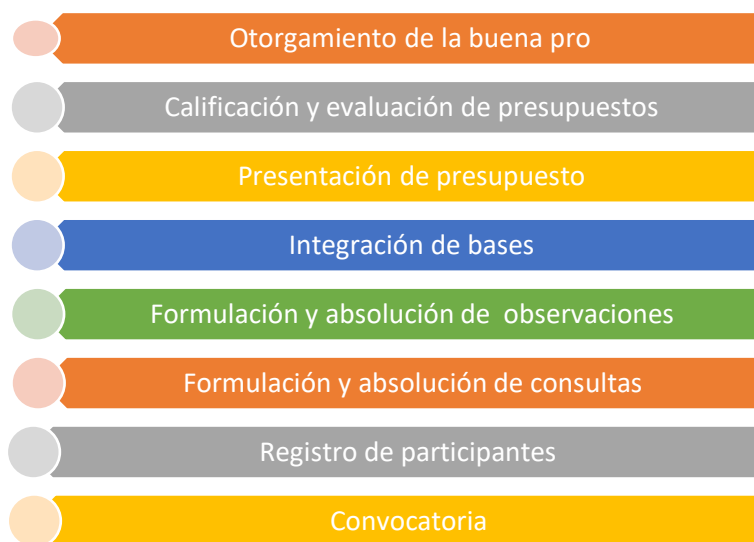 Otorgamiento de la buena pro
Calificación y evaluación de presupuestos
Presentación de presupuesto
Integración de bases
Formulación y absolución de observaciones
Formulación y absolución de consultas
Registro de participantes
Convocatoria